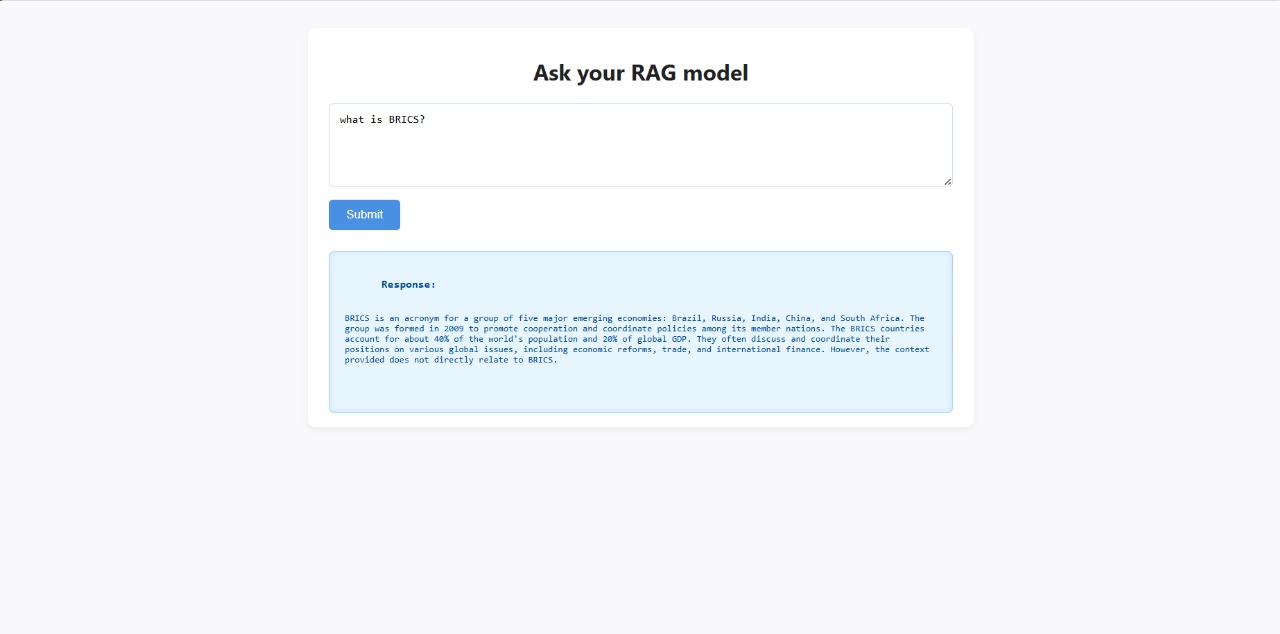 Ask your RAG model
what is BRICS?
Submit
Response:
BRICS is an acronym for a group of five major emerging economies: Brazil, Russia, India, China, and South Africa. The
group was formed in 2009 to promote cooperation and coordinate policies among its member nations. The BRICS countries
account for about 40% of the world's population and 20% of global GDP. They often discuss and coordinate their
positions on various global issues, including economic reforms, trade, and international finance. However, the context
provided does not directly relate to BRICS.